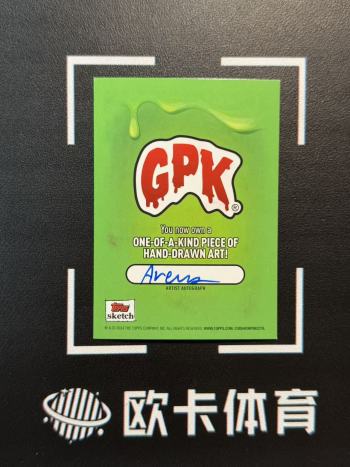 GPK
®
You now own a
ONE-OF-A-KIND PIECE OF
HAND-DRAWN ART!
ARTIST AUTOGRAPH
Topps
sketch
欧卡体育